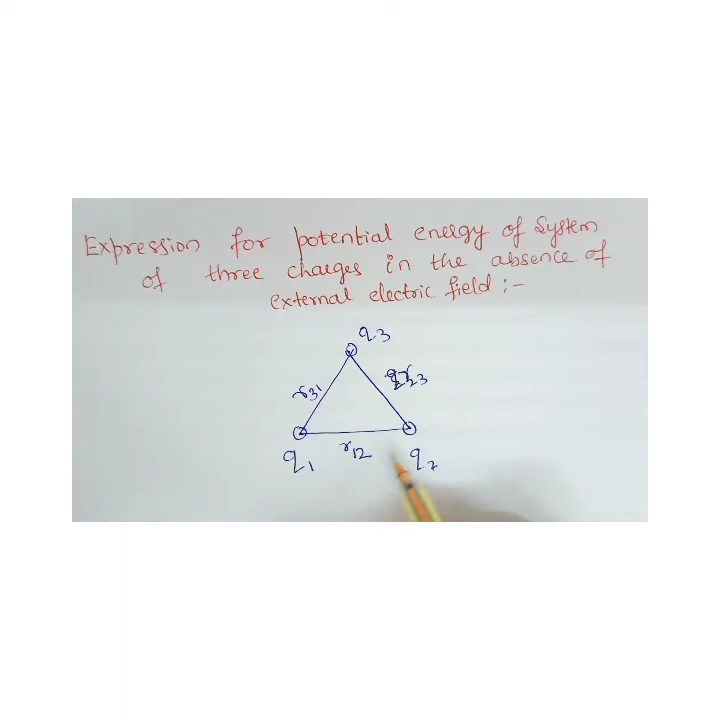 Expression for potential energy of System
of three charges in the absence of
external electric field :-
q3
r31
r23
r12
q1
q2